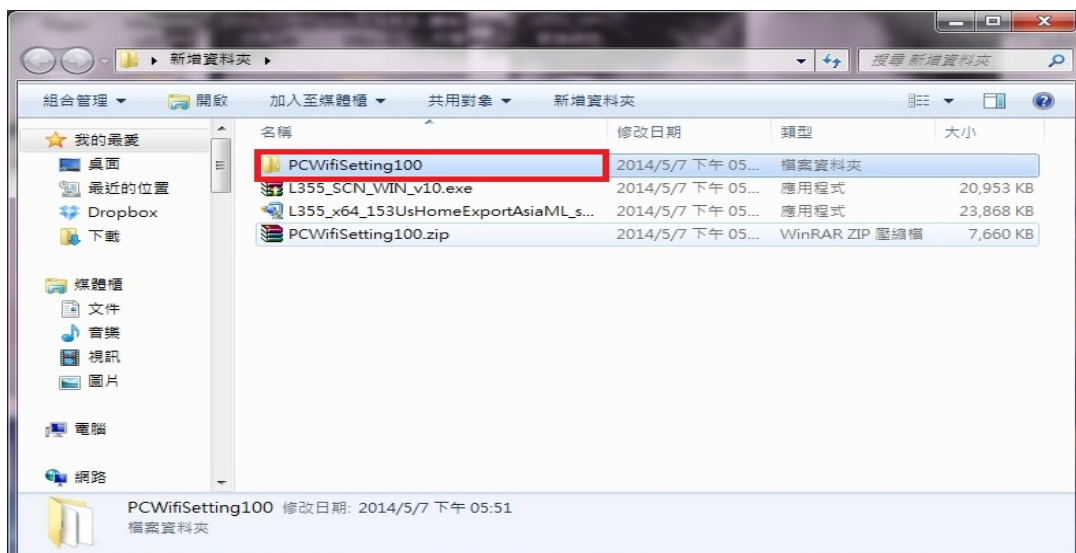 新增資料夾
搜尋 新增資料夾
組合管理 開啟 加入至媒體櫃 共用對象 新增資料夾
我的最愛
桌面
最近的位置
Dropbox
下載
媒體櫃
文件
音樂
視訊
圖片
電腦
網路
名稱 修改日期 類型 大小
PCWifiSetting100 2014/5/7 下午 05... 檔案資料夾
L355_SCN_WIN_v10.exe 2014/5/7 下午 05... 應用程式 20,953 KB
L355_x64_153UsHomeExportAsiaML_s... 2014/5/7 下午 05... 應用程式 23,868 KB
PCWifiSetting100.zip 2014/5/7 下午 05... WinRAR ZIP 壓縮檔 7,660 KB
PCWifiSetting100 修改日期: 2014/5/7 下午 05:51
檔案資料夾